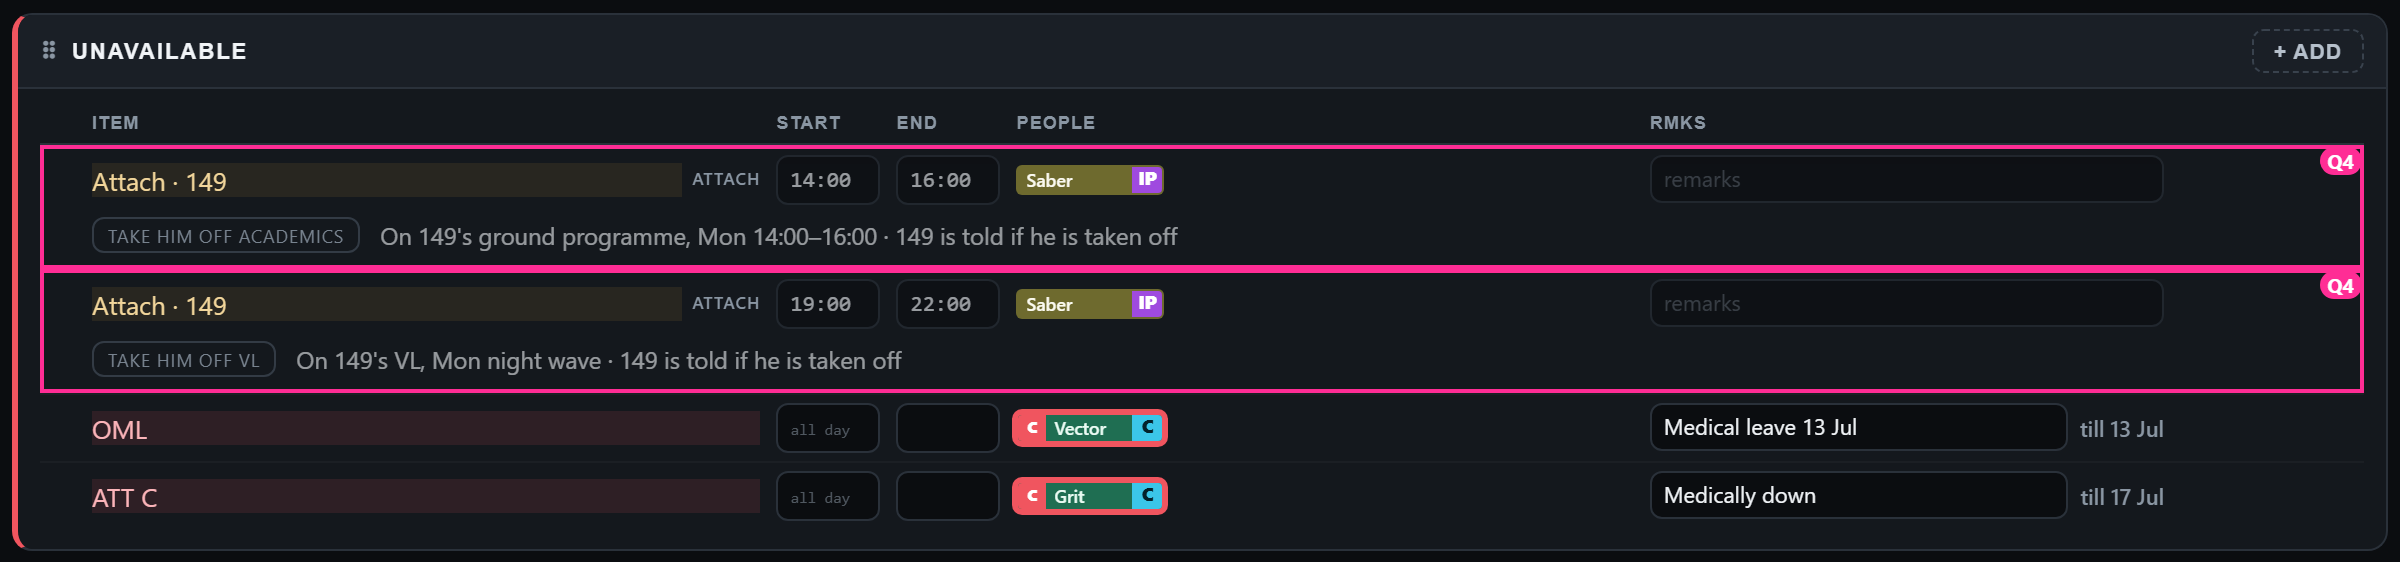 UNAVAILABLE
+ ADD
ITEM START END PEOPLE RMKS
Attach · 149 ATTACH 14:00 16:00 Saber IP remarks Q4
TAKE HIM OFF ACADEMICS On 149's ground programme, Mon 14:00–16:00 · 149 is told if he is taken off
Attach · 149 ATTACH 19:00 22:00 Saber IP remarks Q4
TAKE HIM OFF VL On 149's VL, Mon night wave · 149 is told if he is taken off
OML all day C Vector C Medical leave 13 Jul till 13 Jul
ATT C all day C Grit C Medically down till 17 Jul